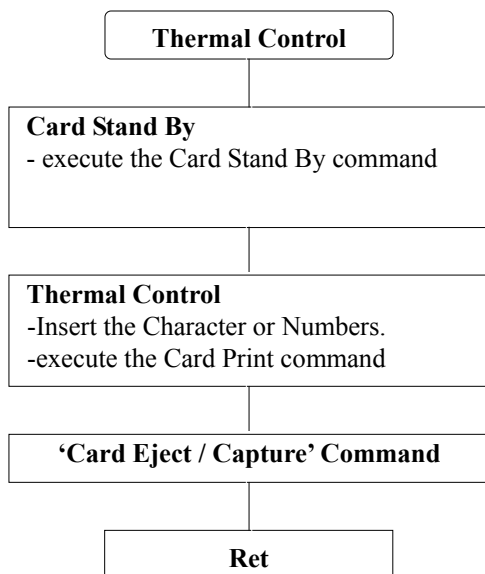 Thermal Control
Card Stand By
- execute the Card Stand By command
Thermal Control
-Insert the Character or Numbers.
-execute the Card Print command
‘Card Eject / Capture’ Command
Ret